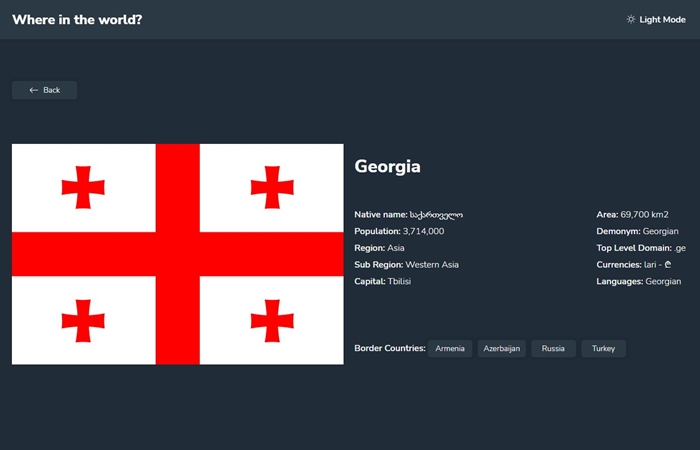 Where in the world?
Light Mode
Back
Georgia
Native name: საქართველო
Population: 3,714,000
Region: Asia
Sub Region: Western Asia
Capital: Tbilisi
Area: 69,700 km2
Demonym: Georgian
Top Level Domain: .ge
Currencies: lari - ₾
Languages: Georgian
Border Countries: Armenia Azerbaijan Russia Turkey